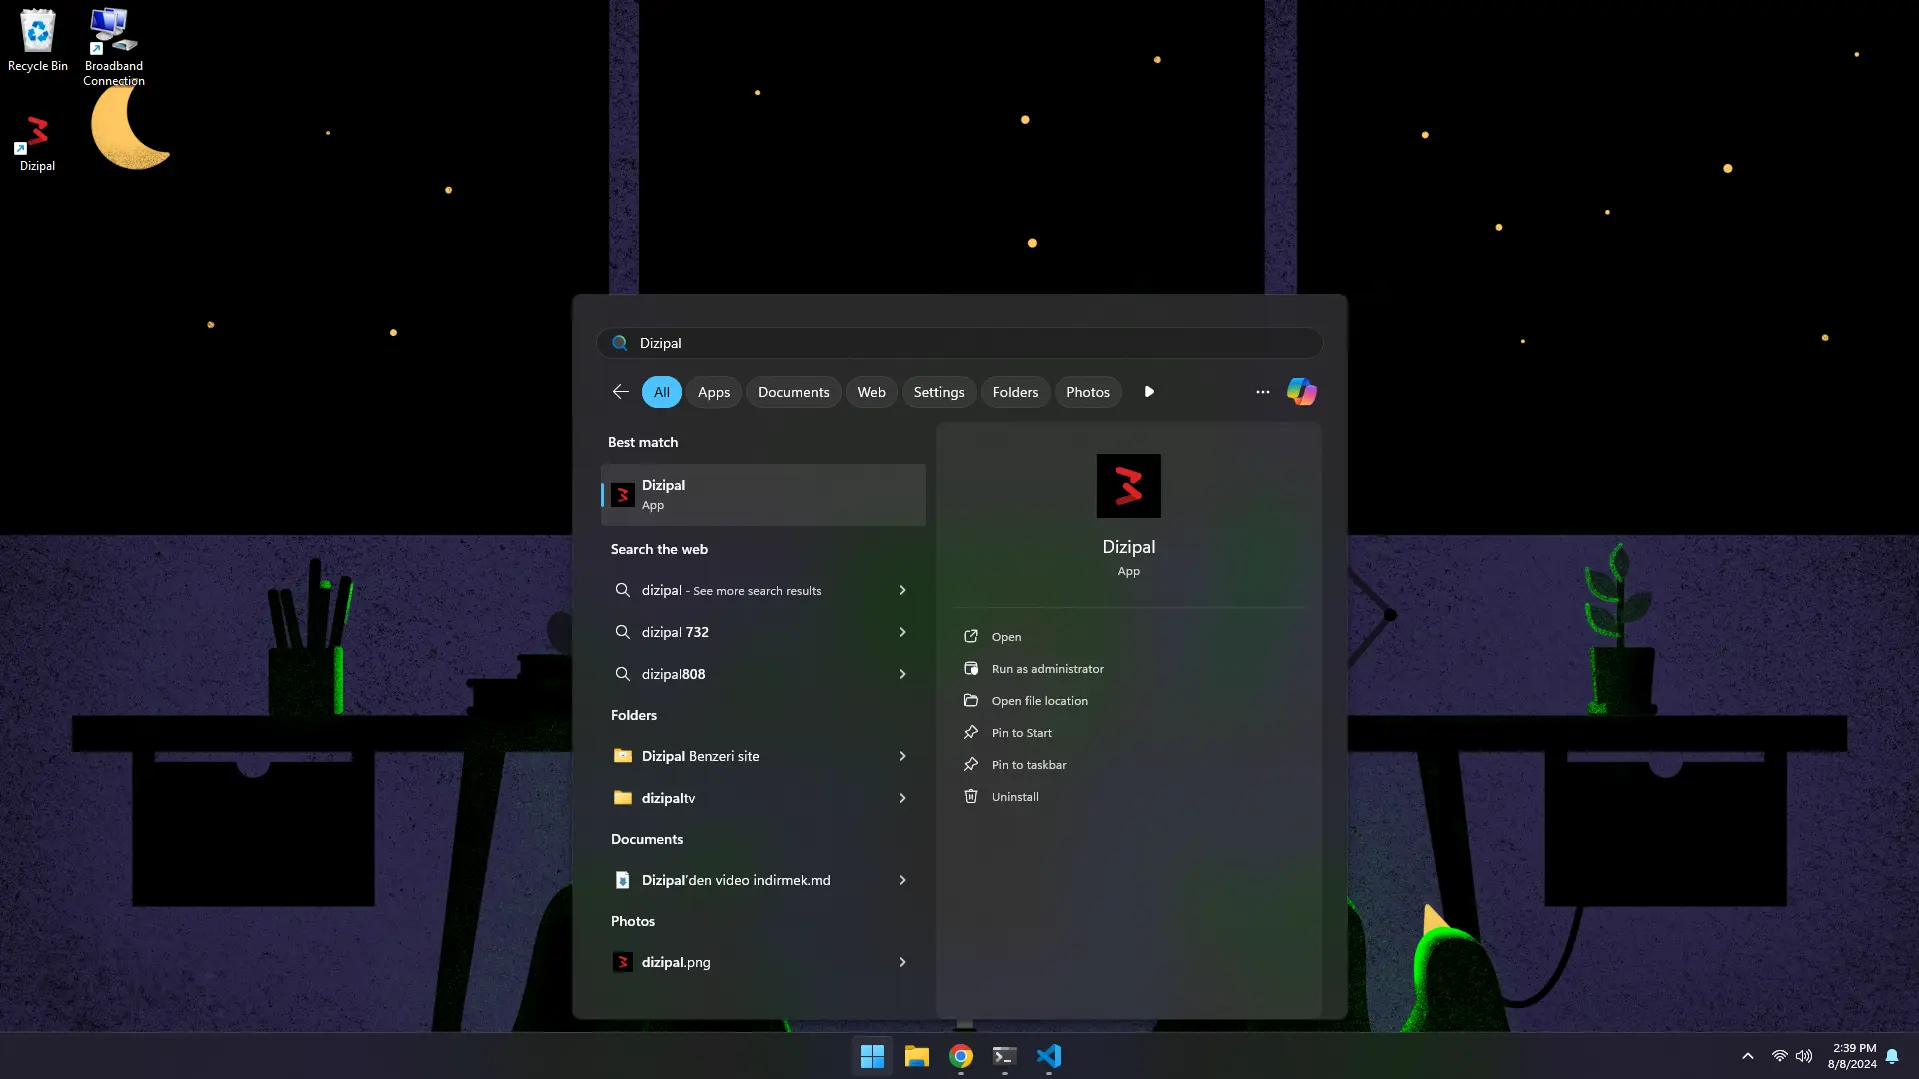 Recycle Bin
Broadband
Connection
Dizipal
Dizipal
All
Apps
Documents
Web
Settings
Folders
Photos
Best match
Dizipal
App
Search the web
dizipal - See more search results
dizipal 732
dizipal808
Folders
Dizipal Benzeri site
dizipaltv
Documents
Dizipal'den video indirmek.md
Photos
dizipal.png
Dizipal
App
Open
Run as administrator
Open file location
Pin to Start
Pin to taskbar
Uninstall
2:39 PM
8/8/2024